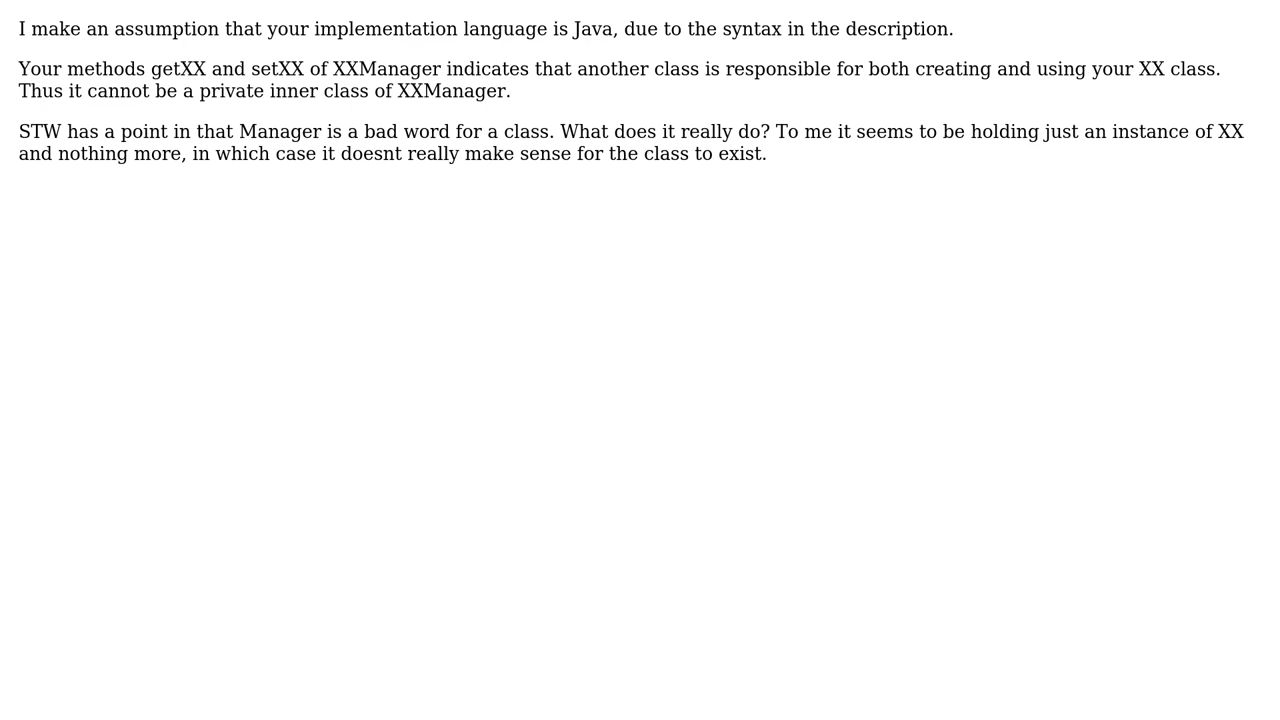 I make an assumption that your implementation language is Java, due to the syntax in the description.
Your methods getXX and setXX of XXManager indicates that another class is responsible for both creating and using your XX class.
Thus it cannot be a private inner class of XXManager.
STW has a point in that Manager is a bad word for a class. What does it really do? To me it seems to be holding just an instance of XX
and nothing more, in which case it doesnt really make sense for the class to exist.